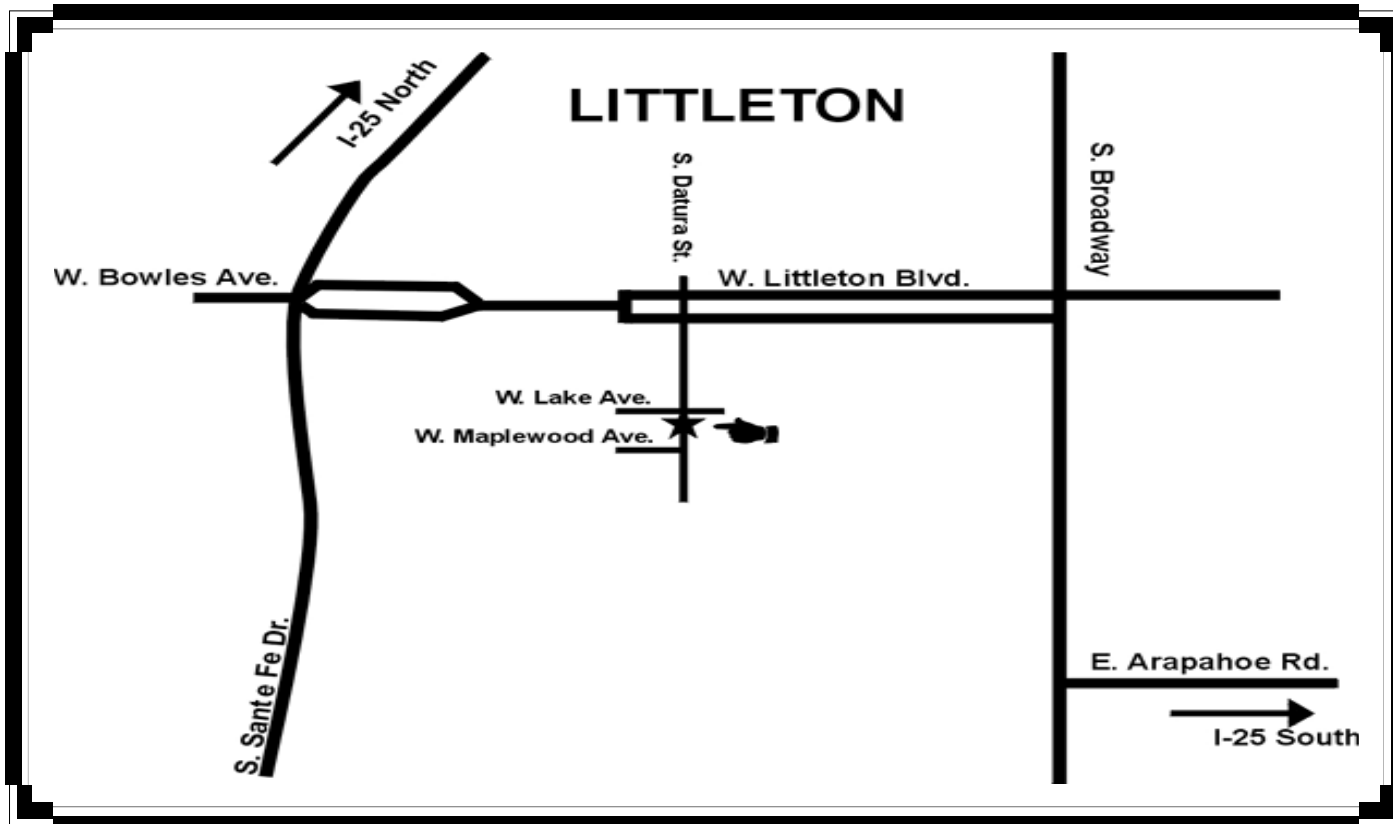 I-25 North
LITTLETON
S. Datura St.
S. Broadway
W. Bowles Ave.
W. Littleton Blvd.
W. Lake Ave.
W. Maplewood Ave.
S. Sante Fe Dr.
E. Arapahoe Rd.
I-25 South